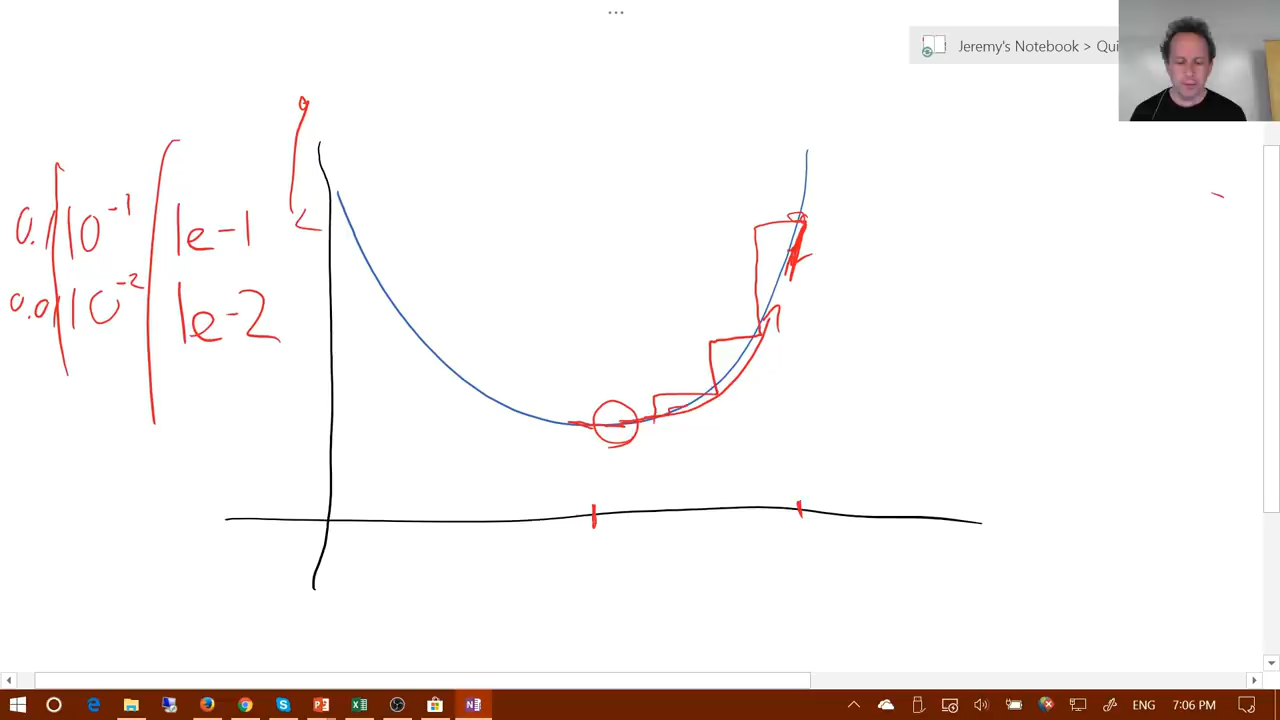 Jeremy's Notebook > Qui
0.1 10⁻¹ 1e-1
0.01 10⁻² 1e-2
ENG 7:06 PM